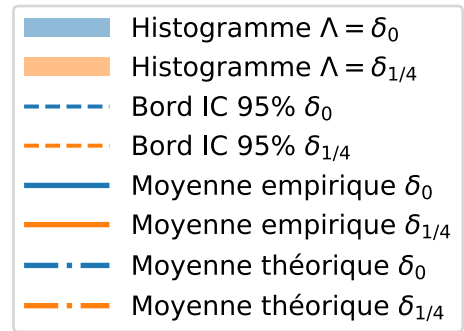 Histogramme Λ = δ₀
Histogramme Λ = δ₁/₄
Bord IC 95% δ₀
Bord IC 95% δ₁/₄
Moyenne empirique δ₀
Moyenne empirique δ₁/₄
Moyenne théorique δ₀
Moyenne théorique δ₁/₄